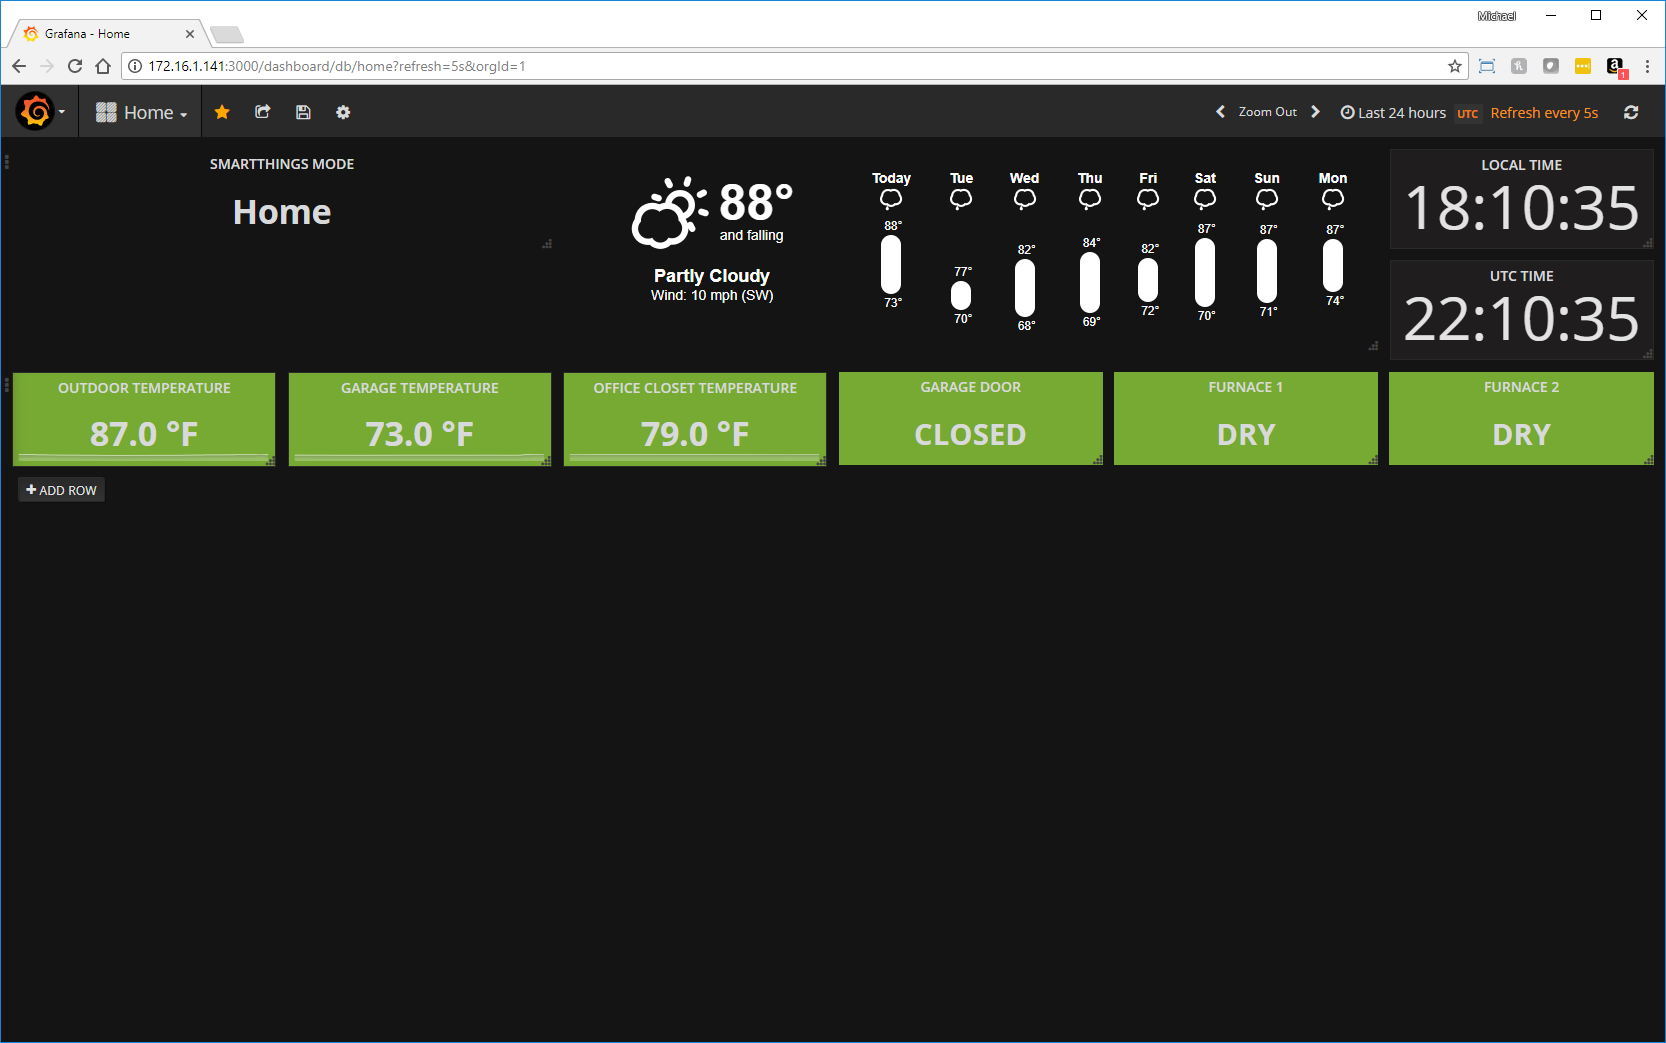 Michael
Grafana - Home
172.16.1.141:3000/dashboard/db/home?refresh=5s&orgId=1
1
Home
Zoom Out
Last 24 hours
UTC
Refresh every 5s
SMARTTHINGS MODE
Home
88°
and falling
Partly Cloudy
Wind: 10 mph (SW)
Today Tue Wed Thu Fri Sat Sun Mon
88° 77° 82° 84° 82° 87° 87° 87°
73° 70° 68° 69° 72° 70° 71° 74°
LOCAL TIME
18:10:35
UTC TIME
22:10:35
OUTDOOR TEMPERATURE
87.0 °F
GARAGE TEMPERATURE
73.0 °F
OFFICE CLOSET TEMPERATURE
79.0 °F
GARAGE DOOR
CLOSED
FURNACE 1
DRY
FURNACE 2
DRY
ADD ROW